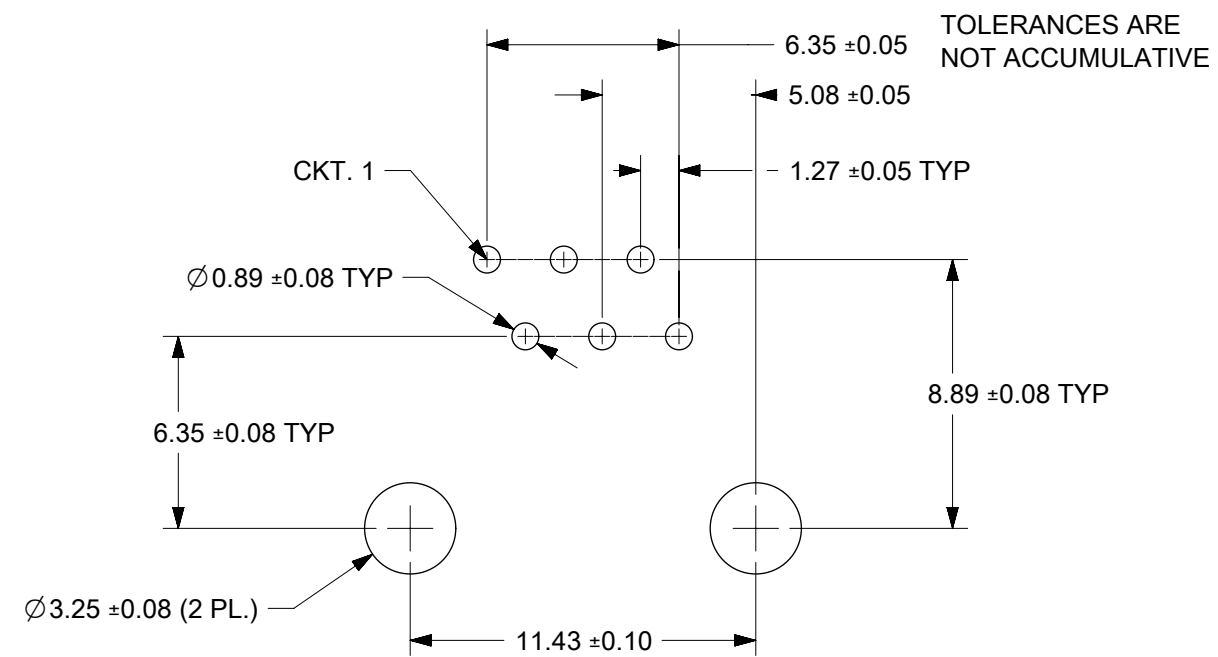 TOLERANCES ARE
NOT ACCUMULATIVE
6.35 ±0.05
5.08 ±0.05
CKT. 1
1.27 ±0.05 TYP
∅0.89 ±0.08 TYP
8.89 ±0.08 TYP
6.35 ±0.08 TYP
∅3.25 ±0.08 (2 PL.)
11.43 ±0.10